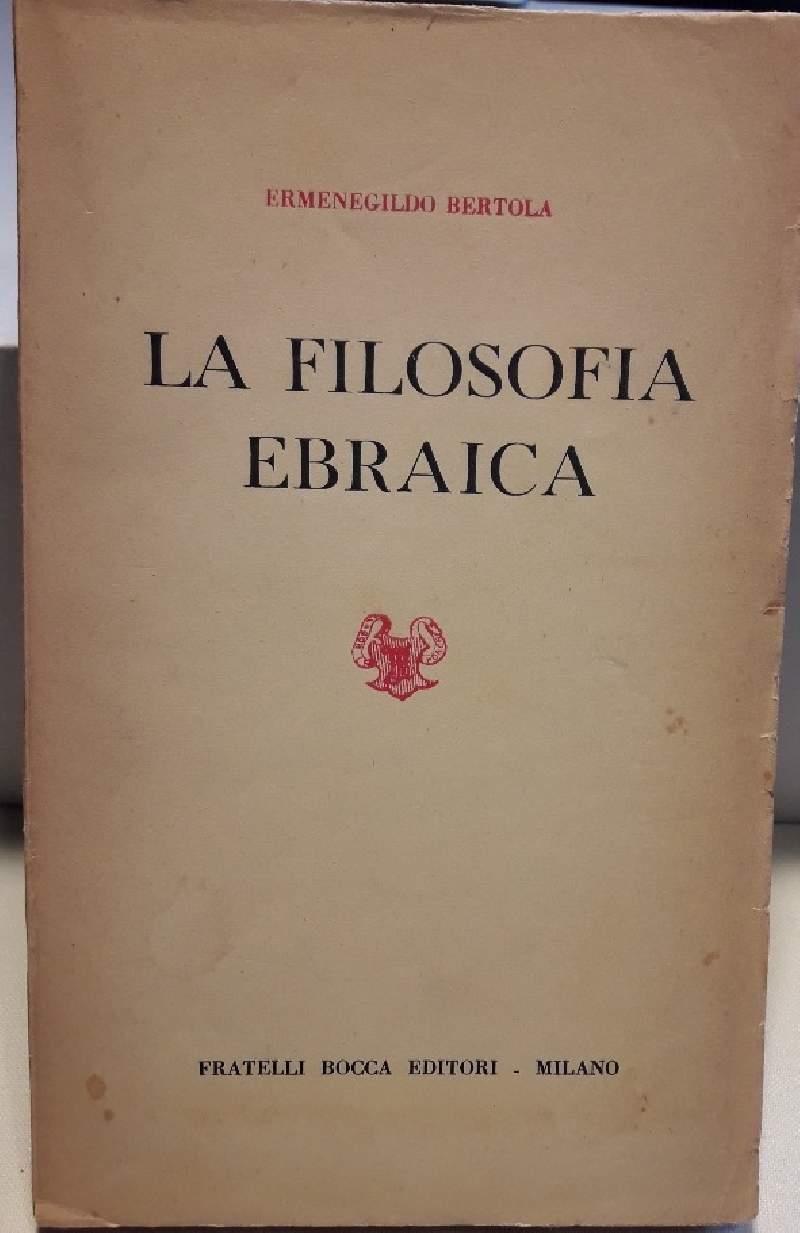 ERMENEGILDO BERTOLA
LA FILOSOFIA
EBRAICA
FRATELLI BOCCA EDITORI - MILANO